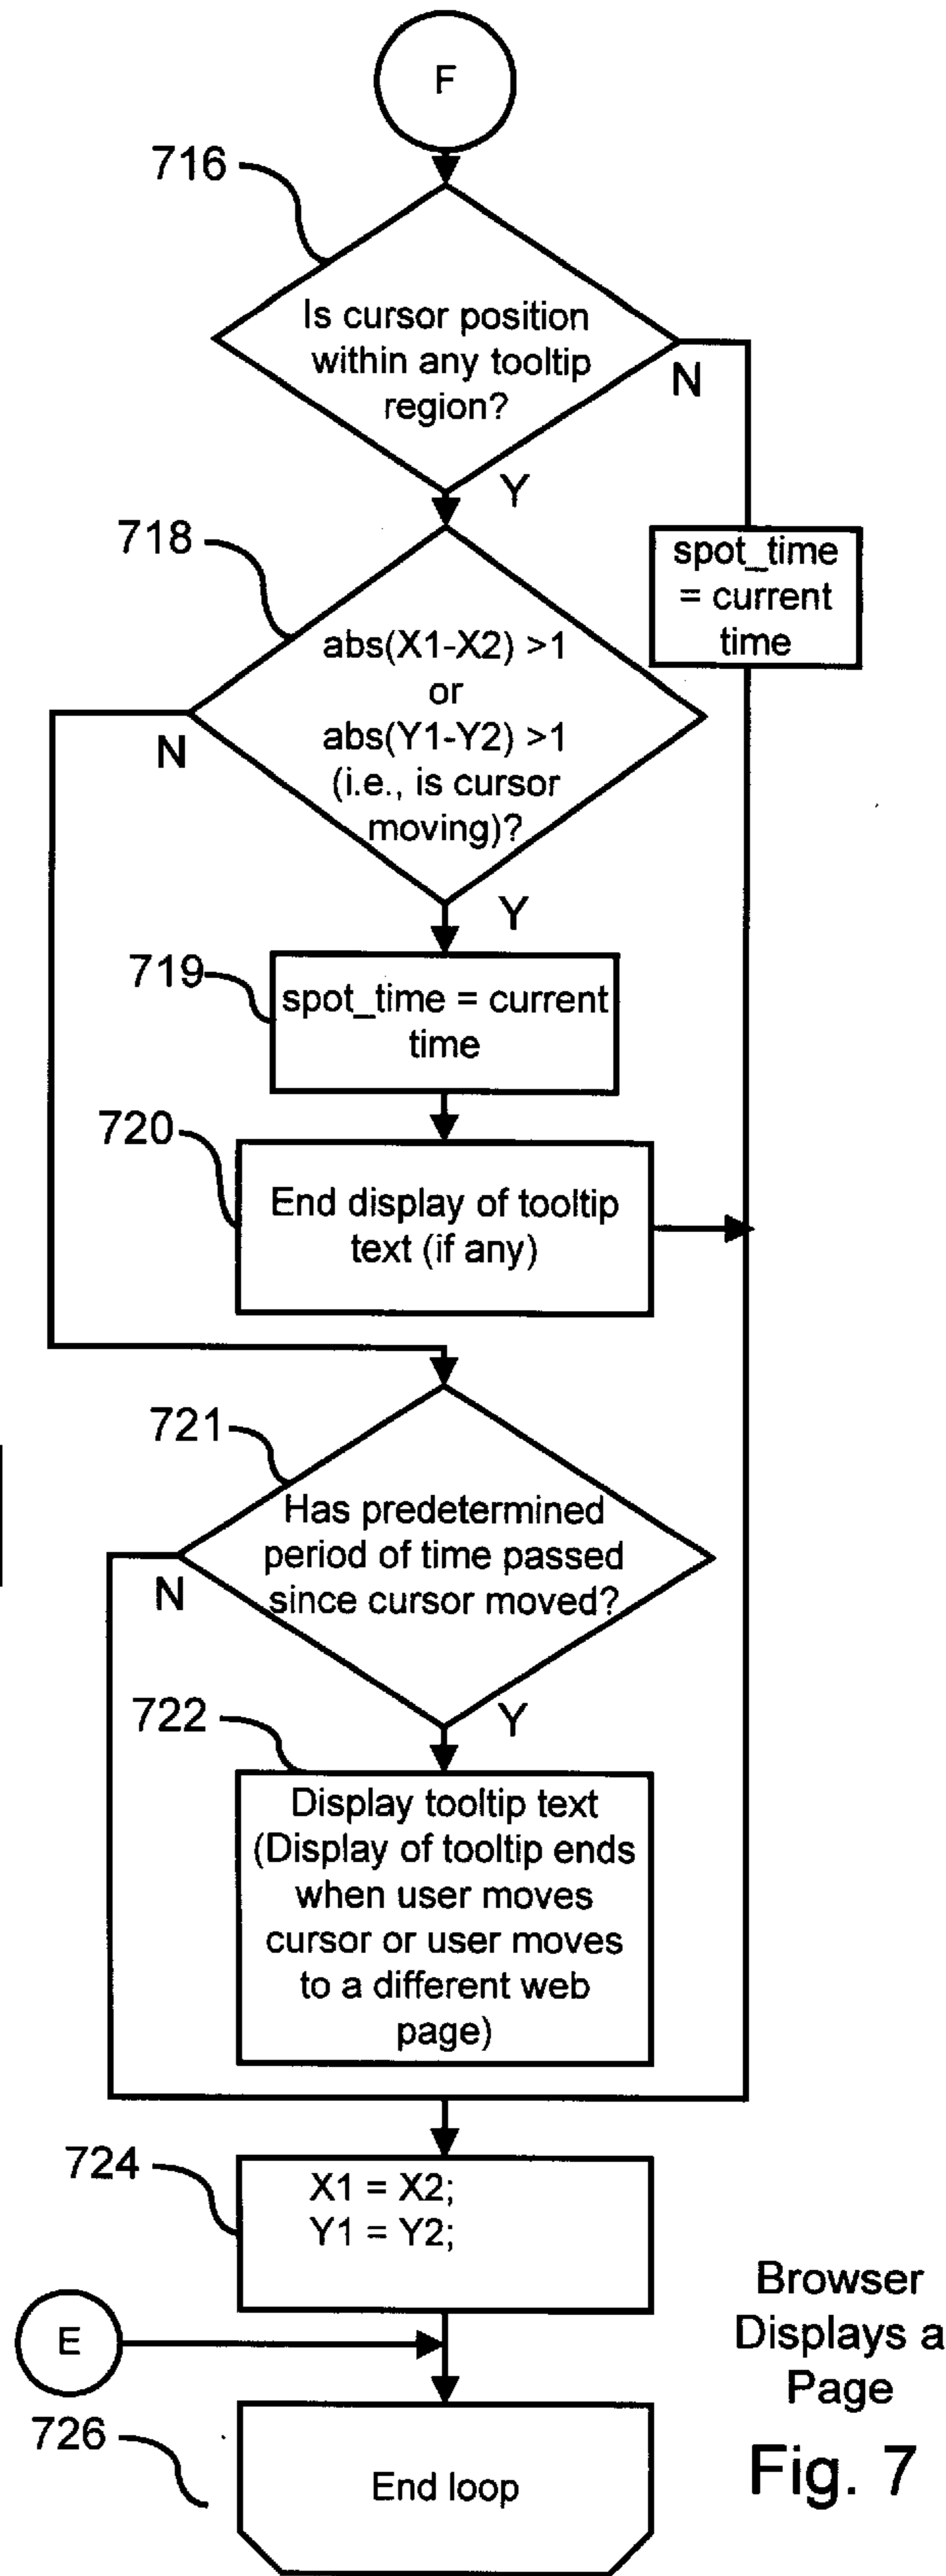 F
716
Is cursor position
within any tooltip
region?
N
Y
718
spot_time
= current
time
abs(X1-X2) >1
or
abs(Y1-Y2) >1
(i.e., is cursor
moving)?
N
Y
719
spot_time = current
time
720
End display of tooltip
text (if any)
721
Has predetermined
period of time passed
since cursor moved?
N
Y
722
Display tooltip text
(Display of tooltip ends
when user moves
cursor or user moves
to a different web
page)
724
X1 = X2;
Y1 = Y2;
E
Browser
Displays a
Page
726
End loop
Fig. 7